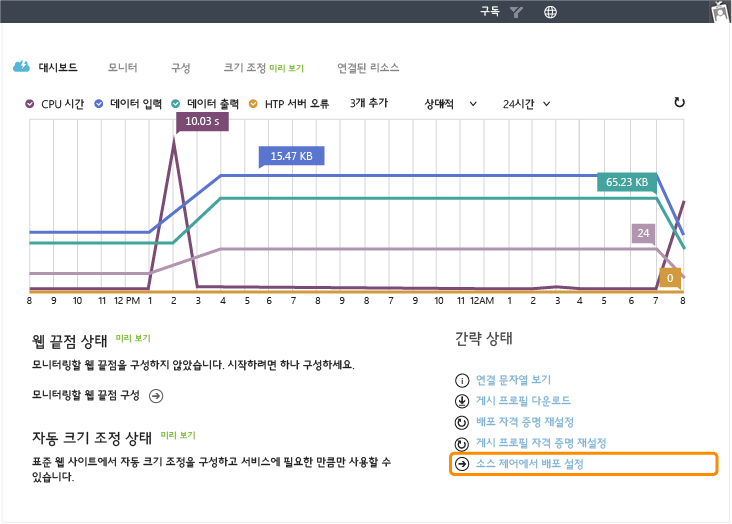 구독
대시보드 모니터 구성 크기 조정 미리 보기 연결된 리소스
CPU 시간 데이터 입력 데이터 출력 HTP 서버 오류 3개 추가 상대적 24시간
10.03 s
15.47 KB
65.23 KB
24
0
8 9 10 11 12 PM 1 2 3 4 5 6 7 8 9 8 9 10 11 12AM 1 2 3 4 5 6 7 8
웹 끝점 상태 미리 보기
모니터링할 웹 끝점을 구성하지 않았습니다. 시작하려면 하나 구성하세요.
모니터링할 웹 끝점 구성
자동 크기 조정 상태 미리 보기
표준 웹 사이트에서 자동 크기 조정을 구성하고 서비스에 필요한 만큼만 사용할 수
있습니다.
간략 상태
연결 문자열 보기
게시 프로필 다운로드
배포 자격 증명 재설정
게시 프로필 자격 증명 재설정
소스 제어에서 배포 설정